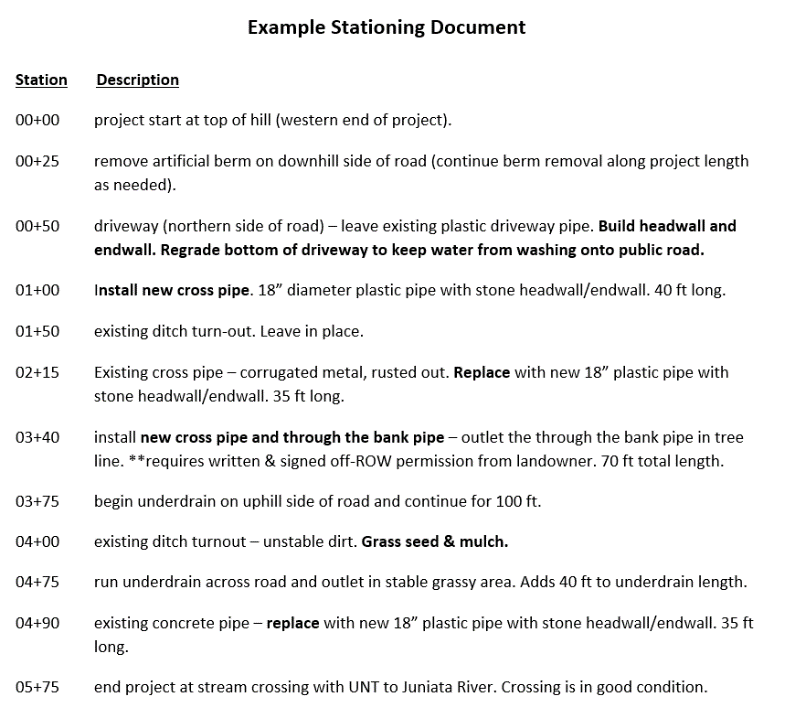 Example Stationing Document
Station Description
00+00 project start at top of hill (western end of project).
00+25 remove artificial berm on downhill side of road (continue berm removal along project length
as needed).
00+50 driveway (northern side of road) – leave existing plastic driveway pipe. Build headwall and
endwall. Regrade bottom of driveway to keep water from washing onto public road.
01+00 Install new cross pipe. 18” diameter plastic pipe with stone headwall/endwall. 40 ft long.
01+50 existing ditch turn-out. Leave in place.
02+15 Existing cross pipe – corrugated metal, rusted out. Replace with new 18” plastic pipe with
stone headwall/endwall. 35 ft long.
03+40 install new cross pipe and through the bank pipe – outlet the through the bank pipe in tree
line. **requires written & signed off-ROW permission from landowner. 70 ft total length.
03+75 begin underdrain on uphill side of road and continue for 100 ft.
04+00 existing ditch turnout – unstable dirt. Grass seed & mulch.
04+75 run underdrain across road and outlet in stable grassy area. Adds 40 ft to underdrain length.
04+90 existing concrete pipe – replace with new 18” plastic pipe with stone headwall/endwall. 35 ft
long.
05+75 end project at stream crossing with UNT to Juniata River. Crossing is in good condition.